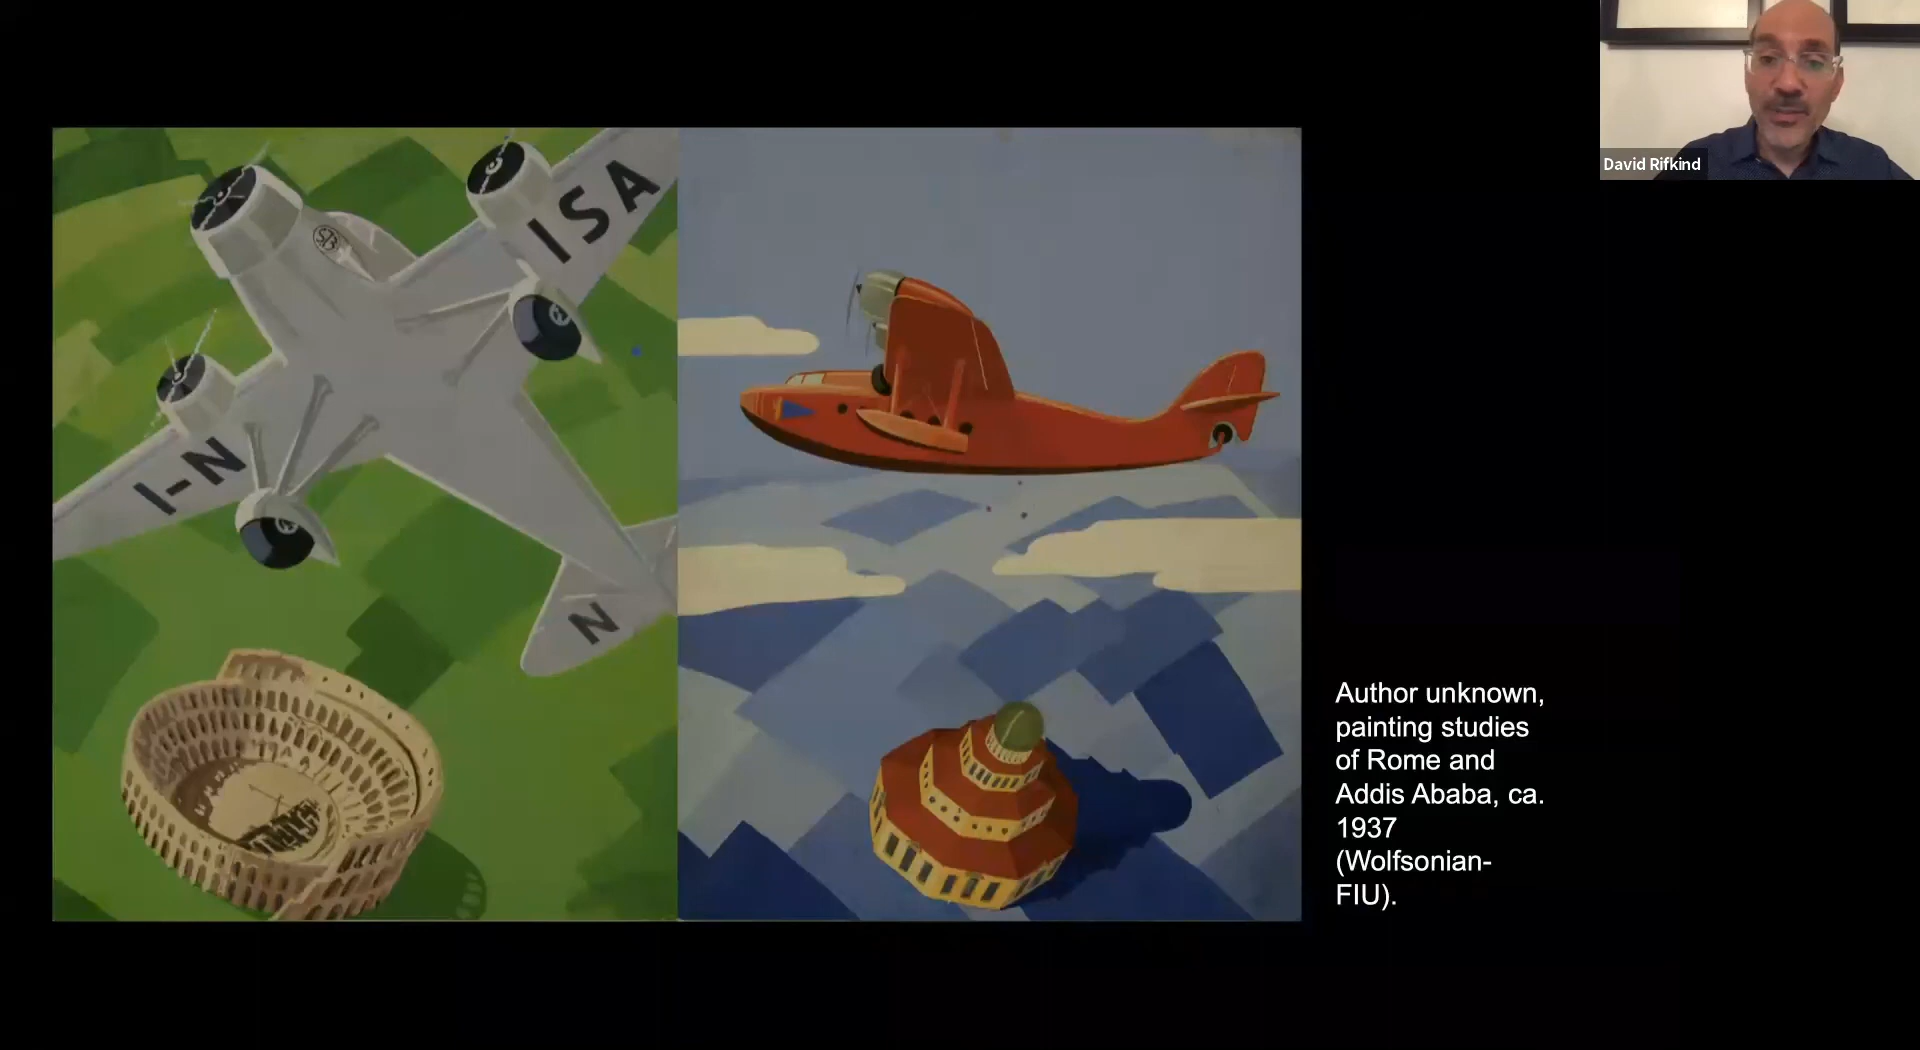 David Rifkind
ISA
I-N
N
Author unknown,
painting studies
of Rome and
Addis Ababa, ca.
1937
(Wolfsonian-
FIU).